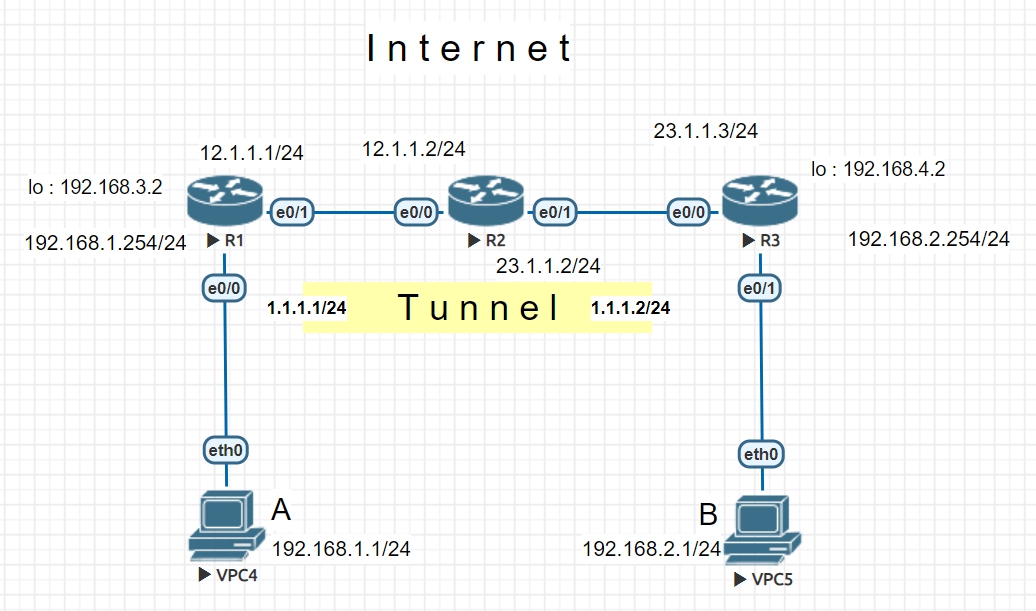 I n t e r n e t
23.1.1.3/24
12.1.1.1/24
12.1.1.2/24
lo : 192.168.3.2
lo : 192.168.4.2
e0/1
e0/0
e0/1
e0/0
192.168.1.254/24
R1
R2
R3
192.168.2.254/24
23.1.1.2/24
e0/0
e0/1
1.1.1.1/24
T u n n e l
1.1.1.2/24
eth0
eth0
A
B
192.168.1.1/24
192.168.2.1/24
VPC4
VPC5